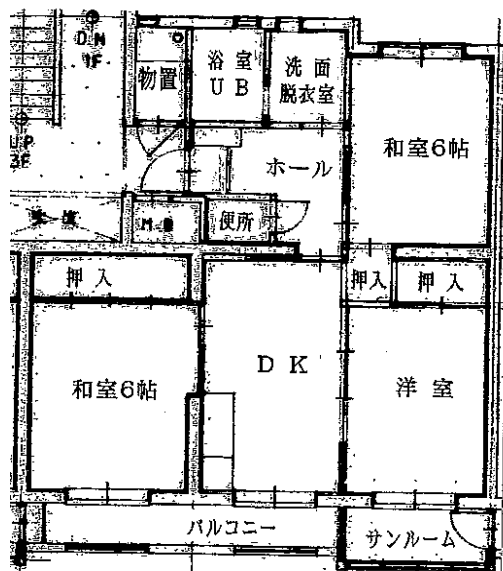 DN
1F
物置
浴室
UB
洗面
脱衣室
和室6帖
UP
3F
ホール
M-B
便所
押入
押入
押入
和室6帖
DK
洋室
バルコニー
サンルーム